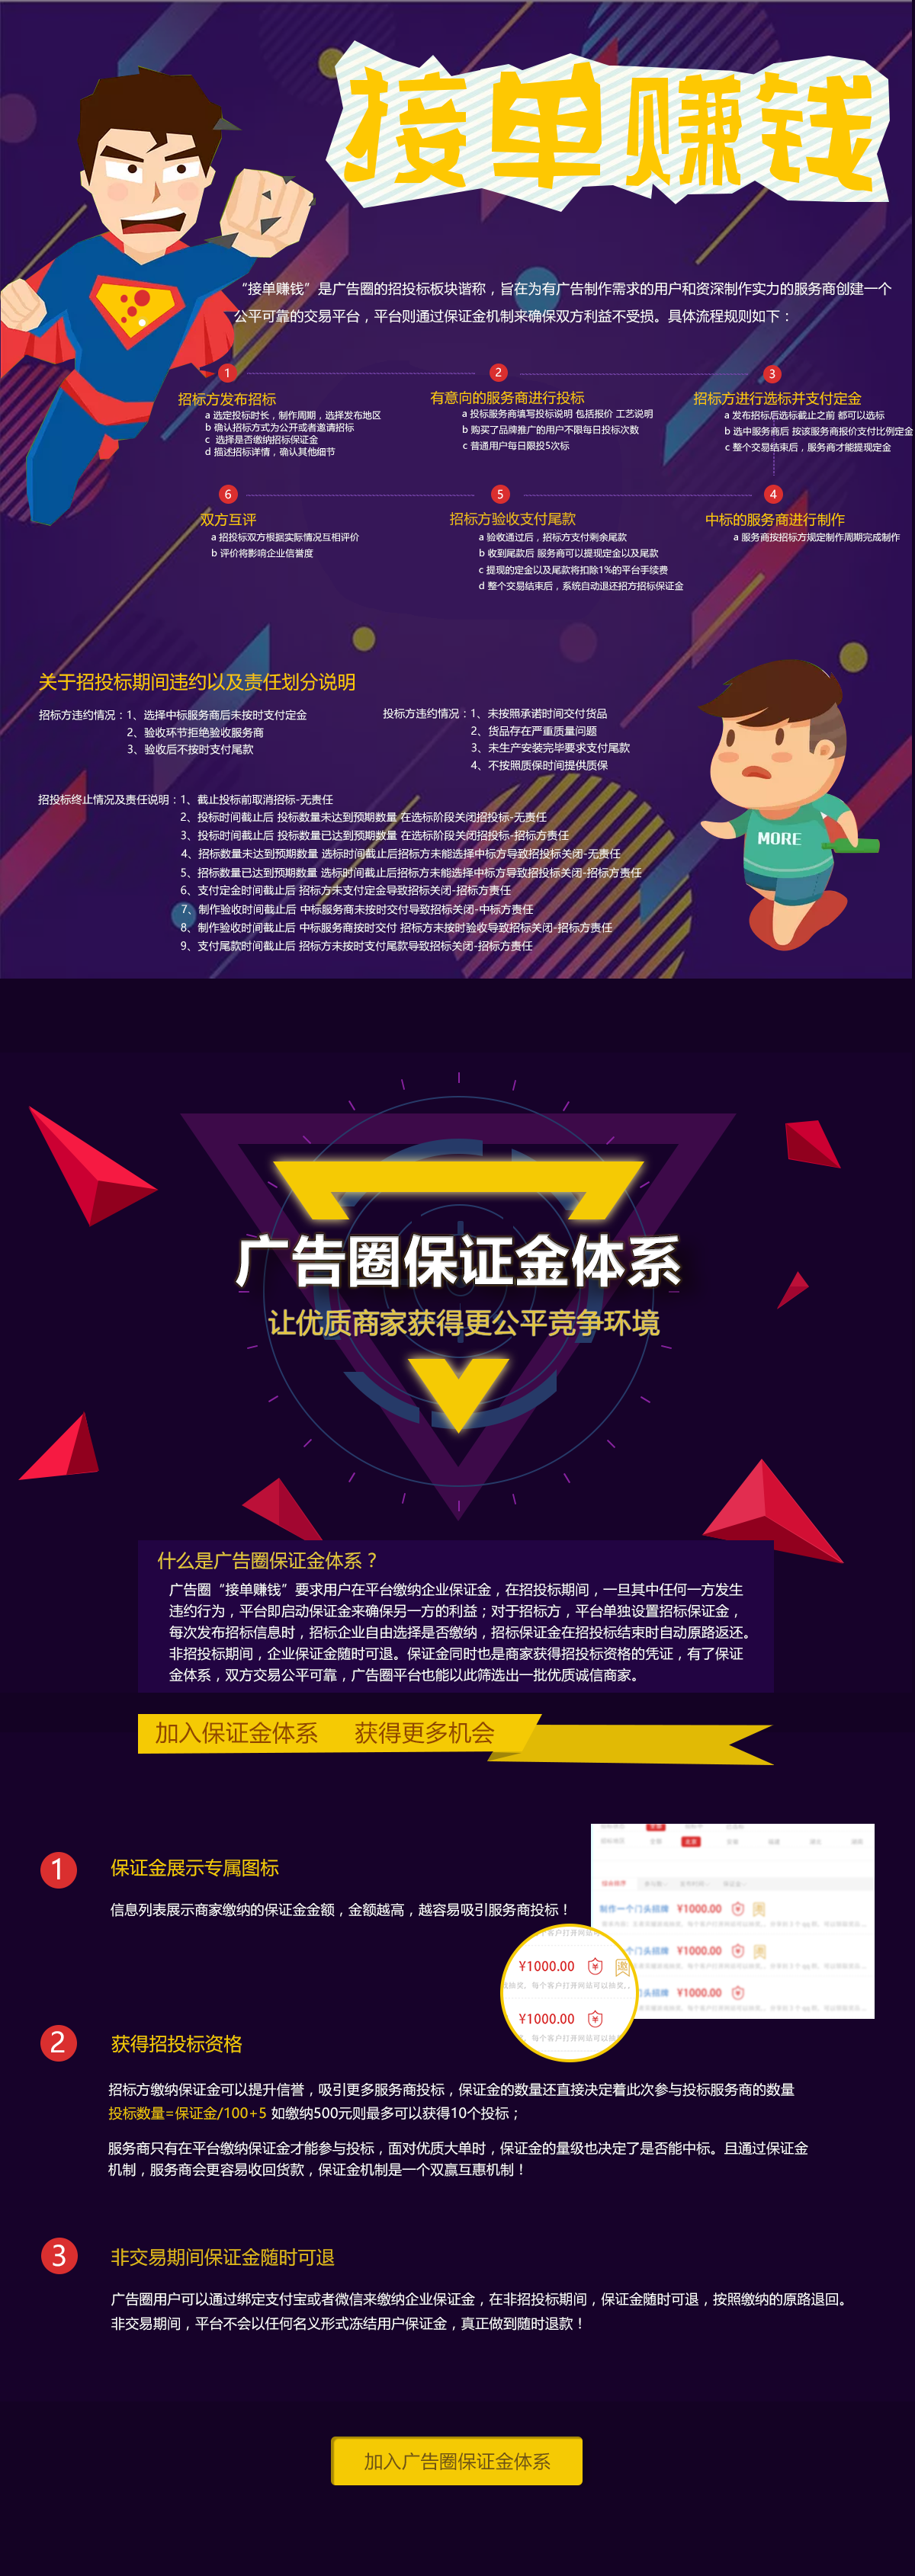 接单赚钱
“接单赚钱”是广告圈的招投标板块谐称，旨在为有广告制作需求的用户和资深制作实力的服务商创建一个
公平可靠的交易平台，平台则通过保证金机制来确保双方利益不受损。具体流程规则如下：
1
招标方发布招标
a 选定投标时长，制作周期，选择发布地区
b 确认招标方式为公开或者邀请招标
c 选择是否缴纳招标保证金
d 描述招标详情，确认其他细节
2
有意向的服务商进行投标
a 投标服务商填写投标说明 包括报价 工艺说明
b 购买了品牌推广的用户不限每日投标次数
c 普通用户每日限投5次标
3
招标方进行选标并支付定金
a 发布招标后选标截止之前 都可以选标
b 选中服务商后 按该服务商报价支付比例定金
c 整个交易结束后，服务商才能提现定金
6
双方互评
a 招投标双方根据实际情况互相评价
b 评价将影响企业信誉度
5
招标方验收支付尾款
a 验收通过后，招标方支付剩余尾款
b 收到尾款后 服务商可以提现定金以及尾款
c 提现的定金以及尾款将扣除1%的平台手续费
d 整个交易结束后，系统自动退还招方招标保证金
4
中标的服务商进行制作
a 服务商按招标方规定制作周期完成制作
关于招投标期间违约以及责任划分说明
招标方违约情况：1、选择中标服务商后未按时支付定金
2、验收环节拒绝验收服务商
3、验收后不按时支付尾款
投标方违约情况：1、未按照承诺时间交付货品
2、货品存在严重质量问题
3、未生产安装完毕要求支付尾款
4、不按照质保时间提供质保
招投标终止情况及责任说明：1、截止投标前取消招标-无责任
2、投标时间截止后 投标数量未达到预期数量 在选标阶段关闭招投标-无责任
3、投标时间截止后 投标数量已达到预期数量 在选标阶段关闭招投标-招标方责任
4、招标数量未达到预期数量 选标时间截止后招标方未能选择中标方导致招投标关闭-无责任
5、招标数量已达到预期数量 选标时间截止后招标方未能选择中标方导致招投标关闭-招标方责任
6、支付定金时间截止后 招标方未支付定金导致招标关闭-招标方责任
7、制作验收时间截止后 中标服务商未按时交付导致招标关闭-中标方责任
8、制作验收时间截止后 中标服务商按时交付 招标方未按时验收导致招标关闭-招标方责任
9、支付尾款时间截止后 招标方未按时支付尾款导致招标关闭-招标方责任
MORE
广告圈保证金体系
让优质商家获得更公平竞争环境
什么是广告圈保证金体系？
广告圈“接单赚钱”要求用户在平台缴纳企业保证金，在招投标期间，一旦其中任何一方发生
违约行为，平台即启动保证金来确保另一方的利益；对于招标方，平台单独设置招标保证金，
每次发布招标信息时，招标企业自由选择是否缴纳，招标保证金在招投标结束时自动原路返还。
非招投标期间，企业保证金随时可退。保证金同时也是商家获得招投标资格的凭证，有了保证
金体系，双方交易公平可靠，广告圈平台也能以此筛选出一批优质诚信商家。
加入保证金体系 获得更多机会
1
保证金展示专属图标
信息列表展示商家缴纳的保证金金额，金额越高，越容易吸引服务商投标！
制作一个门头招牌 ¥1000.00
一个门头招牌 ¥1000.00
头招牌 ¥1000.00
¥1000.00
每个客户打开网站可以抽奖
¥1000.00
每个客户打开网站可以抽
2
获得招投标资格
招标方缴纳保证金可以提升信誉，吸引更多服务商投标，保证金的数量还直接决定着此次参与投标服务商的数量
投标数量=保证金/100+5 如缴纳500元则最多可以获得10个投标；
服务商只有在平台缴纳保证金才能参与投标，面对优质大单时，保证金的量级也决定了是否能中标。且通过保证金
机制，服务商会更容易收回货款，保证金机制是一个双赢互惠机制！
3
非交易期间保证金随时可退
广告圈用户可以通过绑定支付宝或者微信来缴纳企业保证金，在非招投标期间，保证金随时可退，按照缴纳的原路退回。
非交易期间，平台不会以任何名义形式冻结用户保证金，真正做到随时退款！
加入广告圈保证金体系